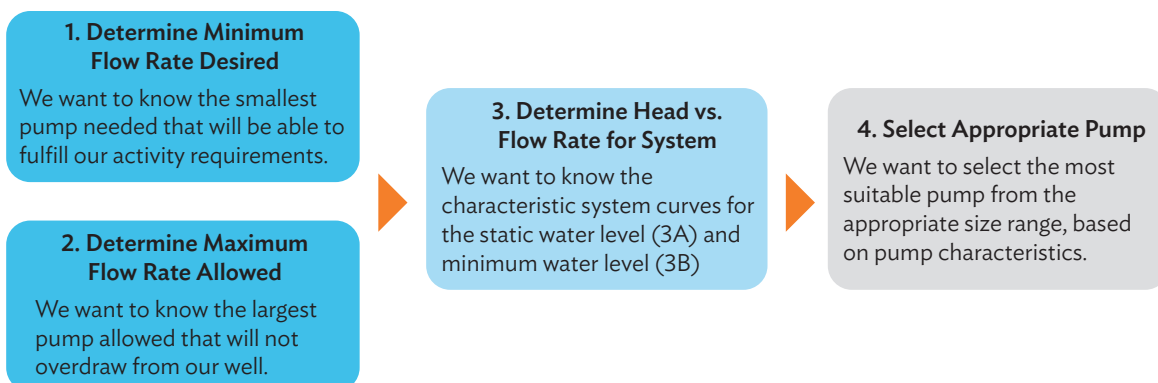 1. Determine Minimum
Flow Rate Desired
We want to know the smallest
pump needed that will be able to
fulfill our activity requirements.
2. Determine Maximum
Flow Rate Allowed
We want to know the largest
pump allowed that will not
overdraw from our well.
3. Determine Head vs.
Flow Rate for System
We want to know the
characteristic system curves for
the static water level (3A) and
minimum water level (3B)
4. Select Appropriate Pump
We want to select the most
suitable pump from the
appropriate size range, based
on pump characteristics.